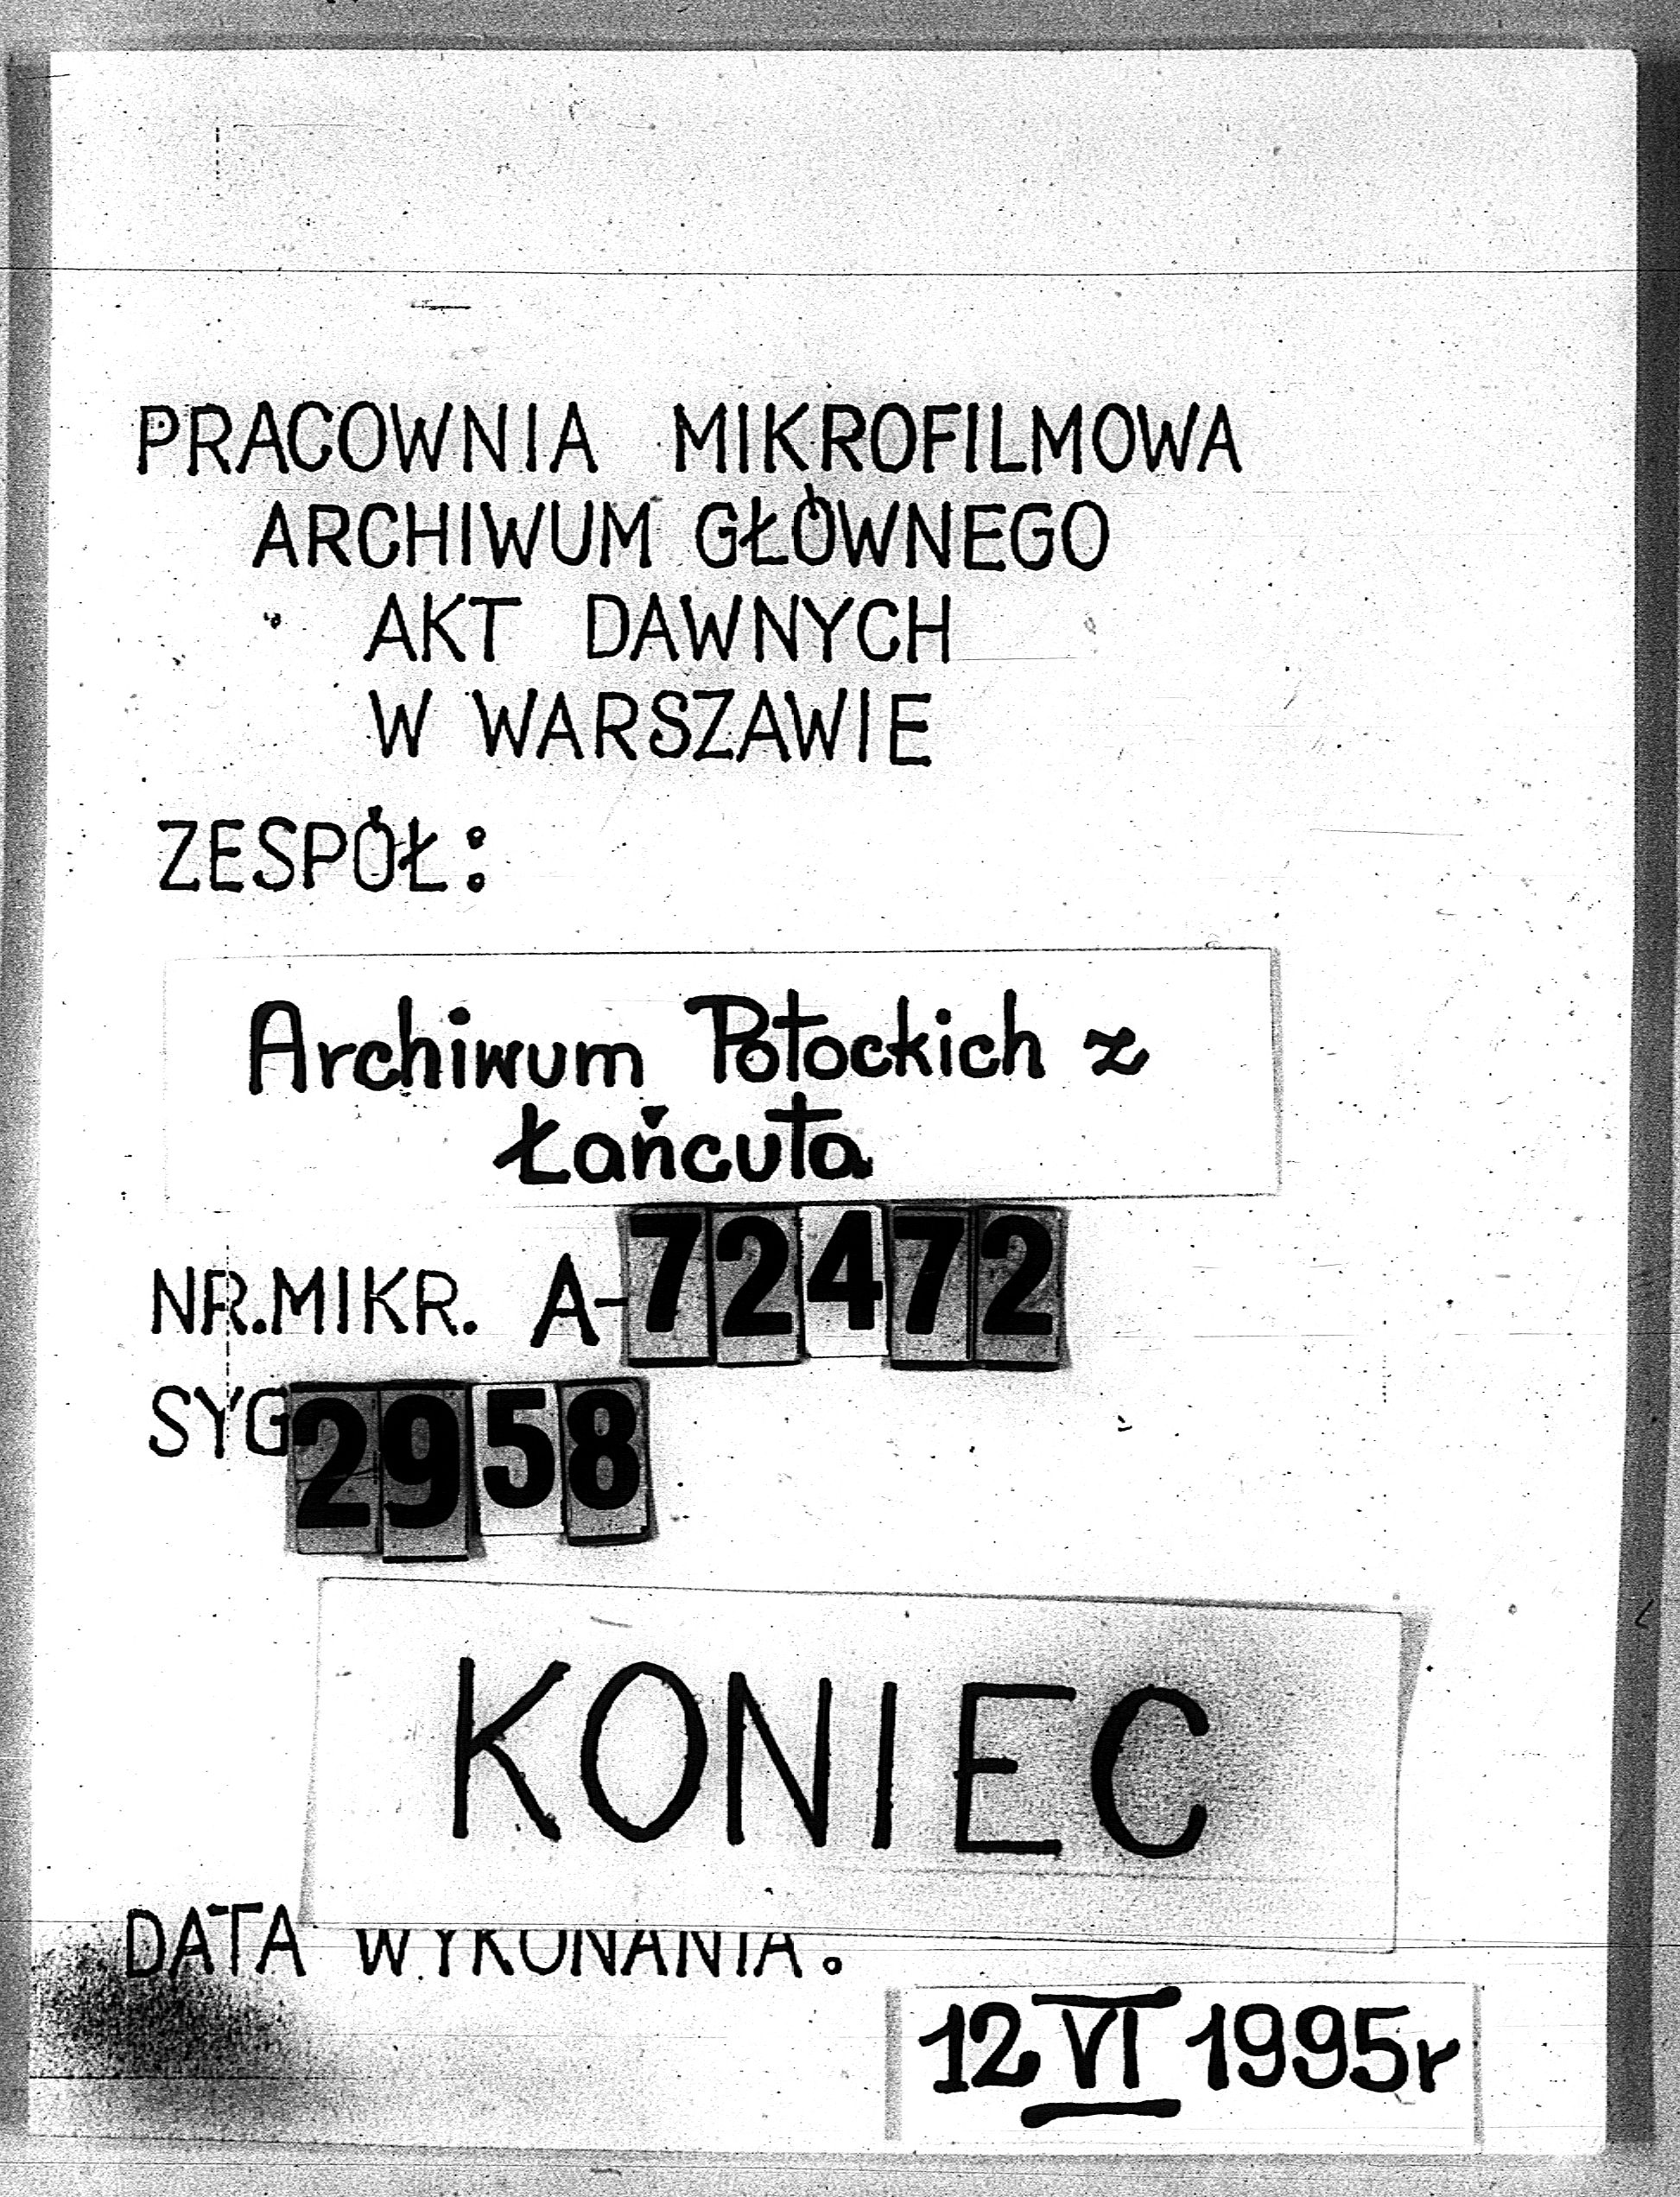 PRACOWNIA MIKROFILMOWA
ARCHIWUM GŁÓWNEGO
AKT DAWNYCH
W WARSZAWIE
ZESPÓŁ:
Archiwum Potockich z
Łańcuta
NR.MIKR. A-72472
SYG 2958
KONIEC
DATA WYKONANIA:
12 VI 1995r